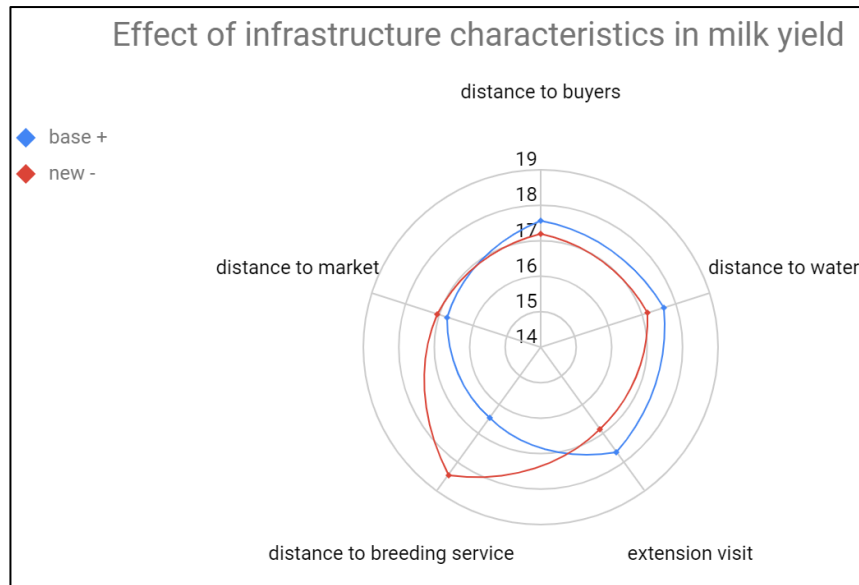 Effect of infrastructure characteristics in milk yield
distance to buyers
base +
new -
19
18
17
distance to market
16
distance to water
15
14
distance to breeding service
extension visit